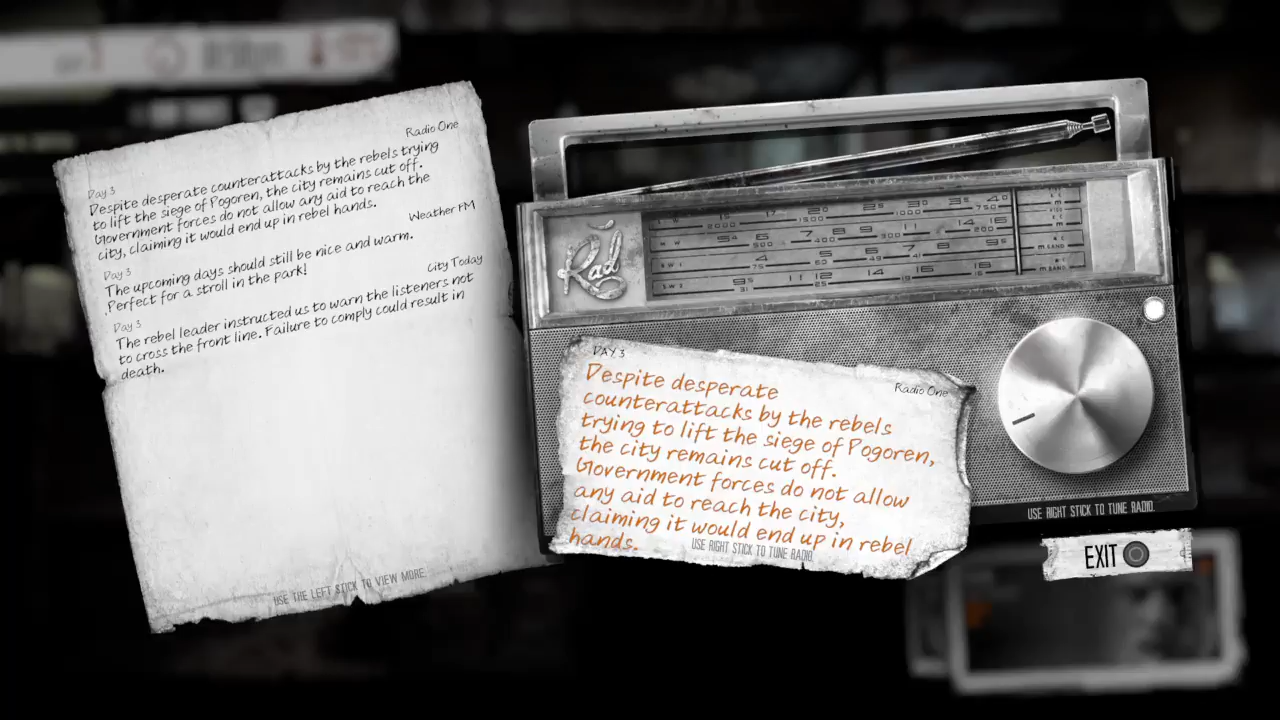 Radio One
Day 3
Despite desperate counterattacks by the rebels trying
to lift the siege of Pogoren, the city remains cut off.
Government forces do not allow any aid to reach the
city, claiming it would end up in rebel hands.
Weather FM
Day 3
The upcoming days should still be nice and warm.
Perfect for a stroll in the park!
City Today
Day 3
The rebel leader instructed us to warn the listeners not
to cross the front line. Failure to comply could result in
death.
USE THE LEFT STICK TO VIEW MORE.
Rad
DAY 3
Radio One
Despite desperate
counterattacks by the rebels
trying to lift the siege of Pogoren,
the city remains cut off.
Government forces do not allow
any aid to reach the city,
claiming it would end up in rebel
hands.
USE RIGHT STICK TO TUNE RADIO.
USE RIGHT STICK TO TUNE RADIO.
EXIT